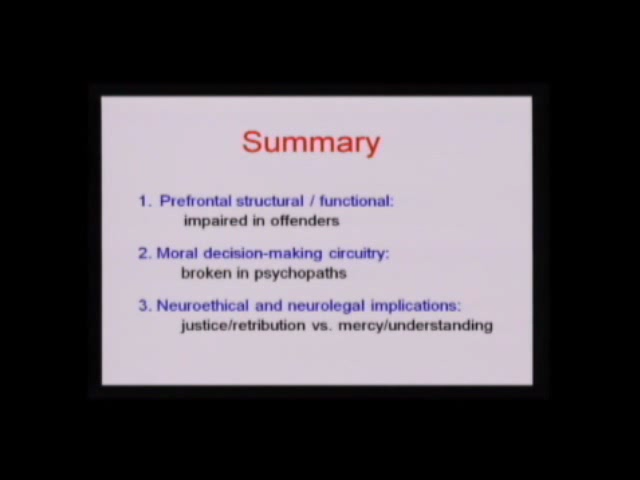 Summary
1. Prefrontal structural / functional:
impaired in offenders
2. Moral decision-making circuitry:
broken in psychopaths
3. Neuroethical and neurolegal implications:
justice/retribution vs. mercy/understanding